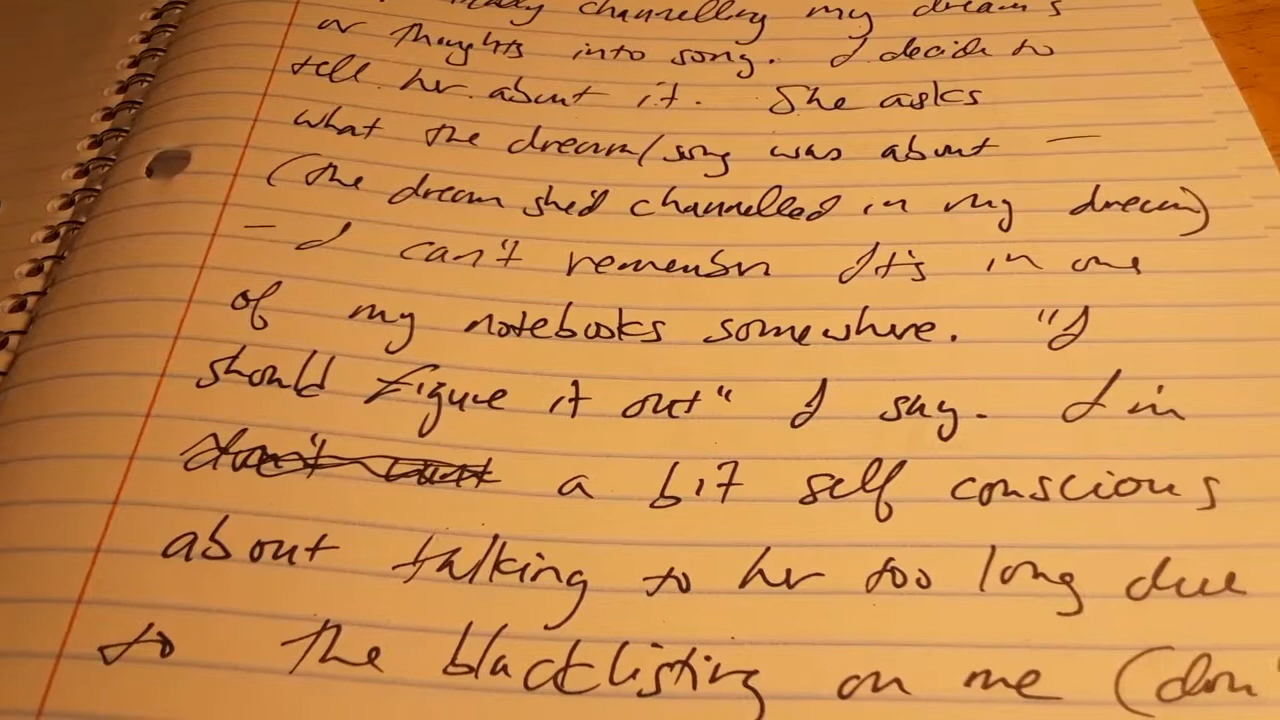 channelling my dreams
or thoughts into song. I decide to
tell her about it. She asks
what the dream/song was about —
(the dream she'd channelled in my dream)
— I can't remember It's in one
of my notebooks somewhere. "I
should figure it out" I say. I'm
a bit self conscious
about talking to her too long due
to the blacklisting on me (don'